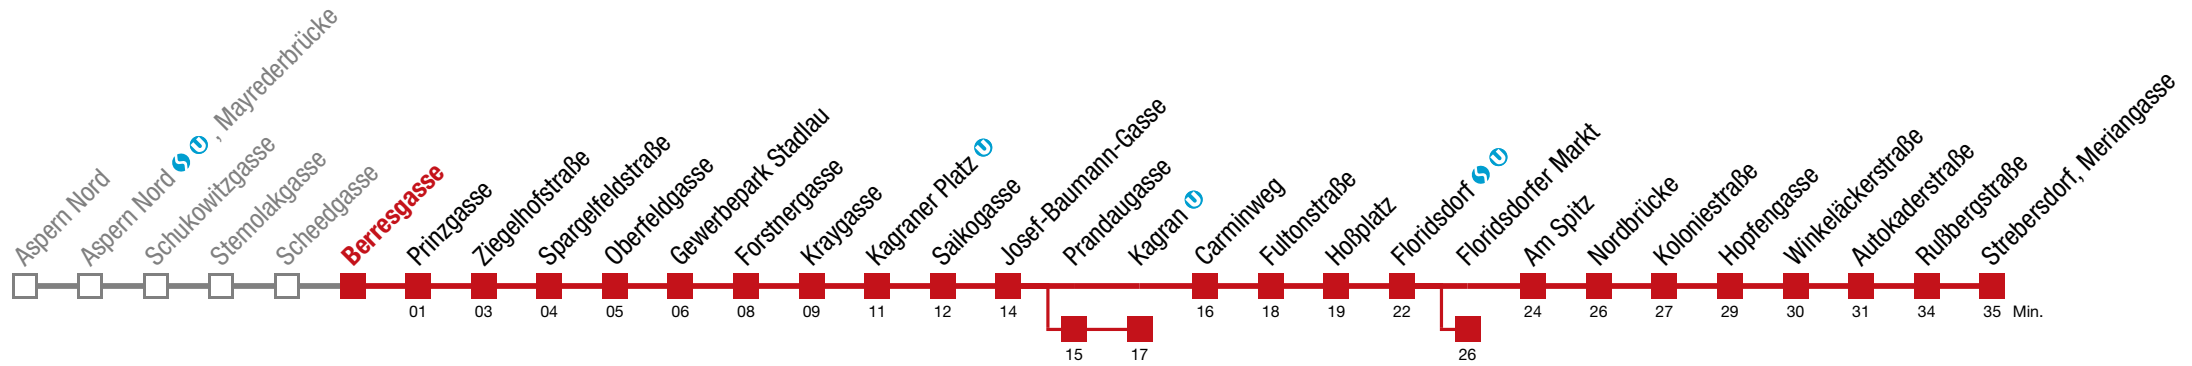 Aspern Nord
Aspern Nord S U , Mayrederbrücke
Schukowitzgasse
Stemolakgasse
Scheedgasse
Berresgasse
Prinzgasse
Ziegelhofstraße
Spargelfeldstraße
Oberfeldgasse
Gewerbepark Stadlau
Forstnergasse
Kraygasse
Kagraner Platz U
Saikogasse
Josef-Baumann-Gasse
Prandaugasse
Kagran U
Carminweg
Fultonstraße
Hoßplatz
Floridsdorf S U
Floridsdorfer Markt
Am Spitz
Nordbrücke
Koloniestraße
Hopfengasse
Winkeläckerstraße
Autokaderstraße
Rußbergstraße
Strebersdorf, Meriangasse
01 03 04 05 06 08 09 11 12 14 16 18 19 22 24 26 27 29 30 31 34 35 Min.
15 17 26